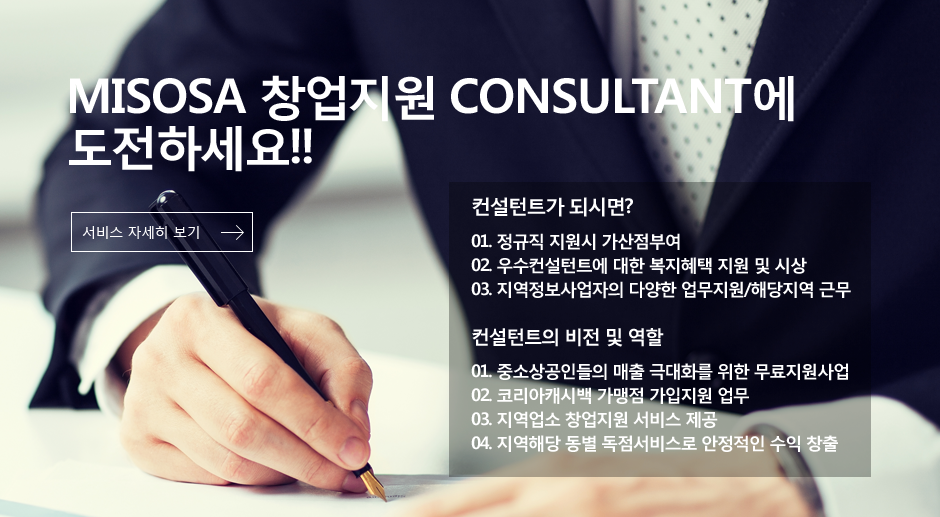 MISOSA 창업지원 CONSULTANT에
도전하세요!!
서비스 자세히 보기
컨설턴트가 되시면?
01. 정규직 지원시 가산점부여
02. 우수컨설턴트에 대한 복지혜택 지원 및 시상
03. 지역정보사업자의 다양한 업무지원/해당지역 근무
컨설턴트의 비전 및 역할
01. 중소상공인들의 매출 극대화를 위한 무료지원사업
02. 코리아캐시백 가맹점 가입지원 업무
03. 지역업소 창업지원 서비스 제공
04. 지역해당 동별 독점서비스로 안정적인 수익 창출